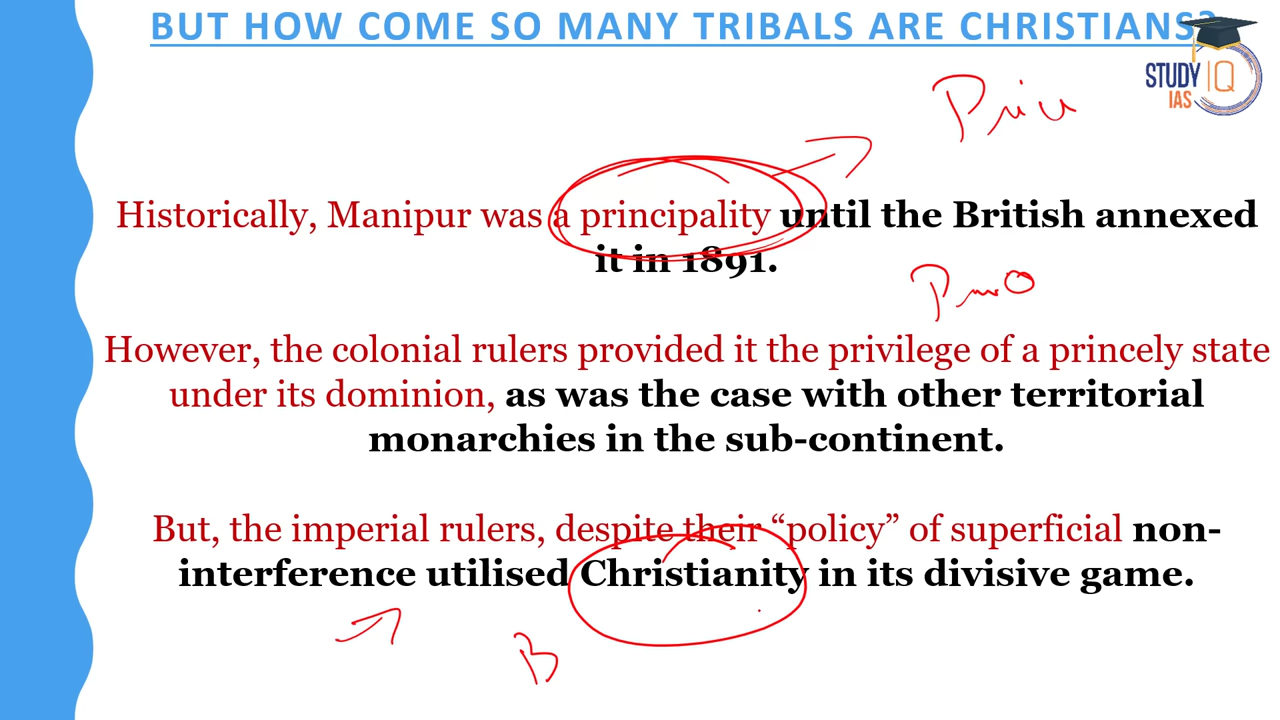 BUT HOW COME SO MANY TRIBALS ARE CHRISTIANS?
STUDY IQ
IAS
Historically, Manipur was a principality until the British annexed
it in 1891.
However, the colonial rulers provided it the privilege of a princely state
under its dominion, as was the case with other territorial
monarchies in the sub-continent.
But, the imperial rulers, despite their “policy” of superficial non-
interference utilised Christianity in its divisive game.
B